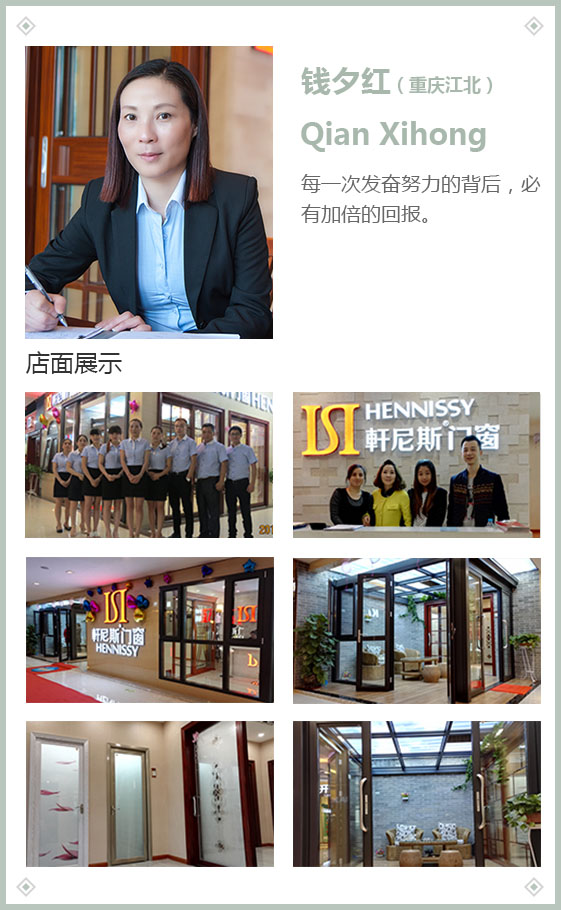 钱夕红（重庆江北）
Qian Xihong
每一次发奋努力的背后，必
有加倍的回报。
店面展示
HENNISSY
軒尼斯门窗
軒尼斯门窗
HENNISSY